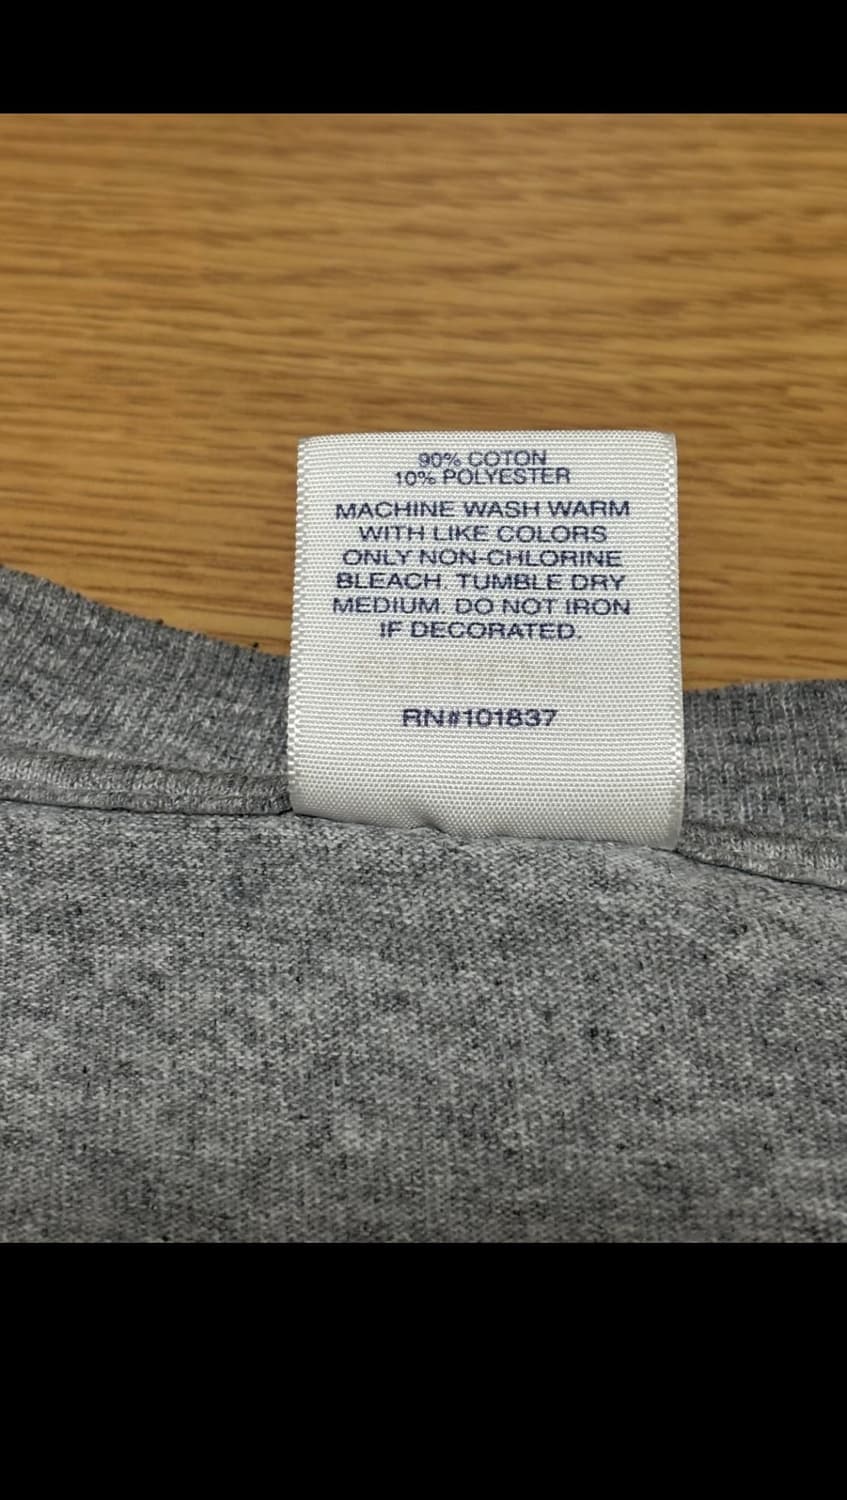 90% COTON
10% POLYESTER
MACHINE WASH WARM
WITH LIKE COLORS
ONLY NON-CHLORINE
BLEACH. TUMBLE DRY
MEDIUM. DO NOT IRON
IF DECORATED.
RN#101837